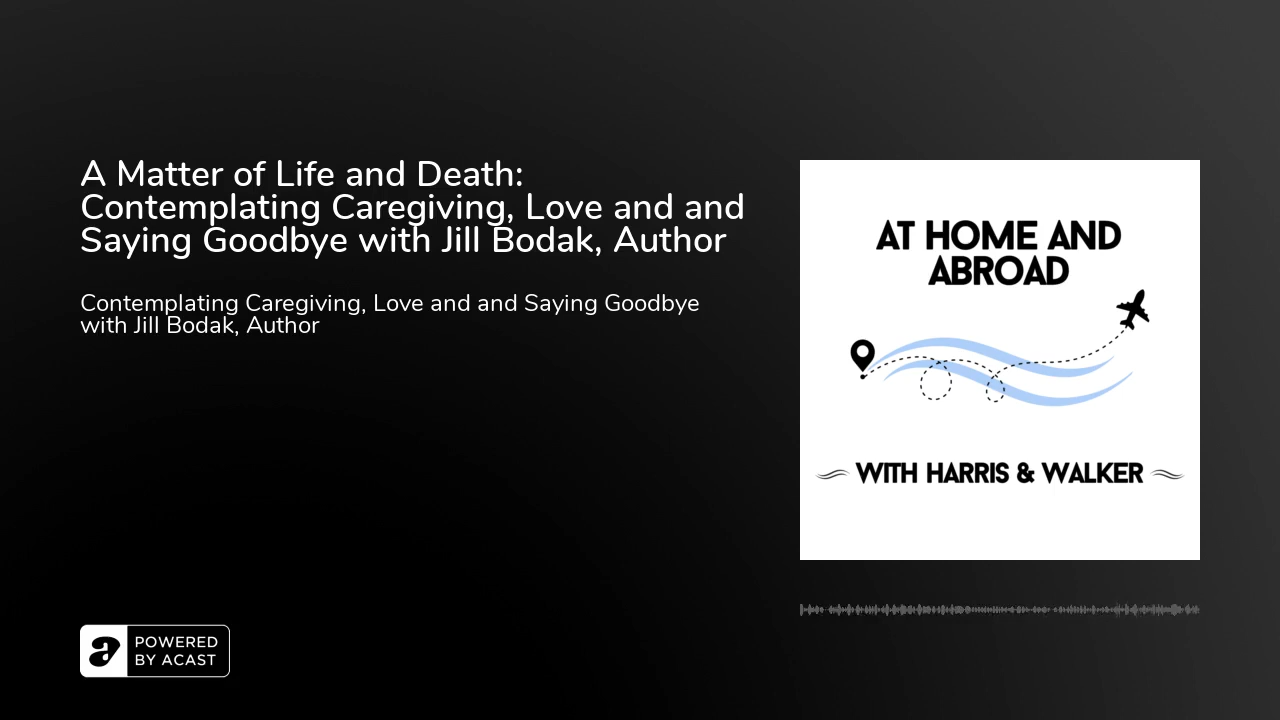 A Matter of Life and Death:
Contemplating Caregiving, Love and and
Saying Goodbye with Jill Bodak, Author
Contemplating Caregiving, Love and and Saying Goodbye
with Jill Bodak, Author
AT HOME AND
ABROAD
WITH HARRIS & WALKER
POWERED
BY ACAST